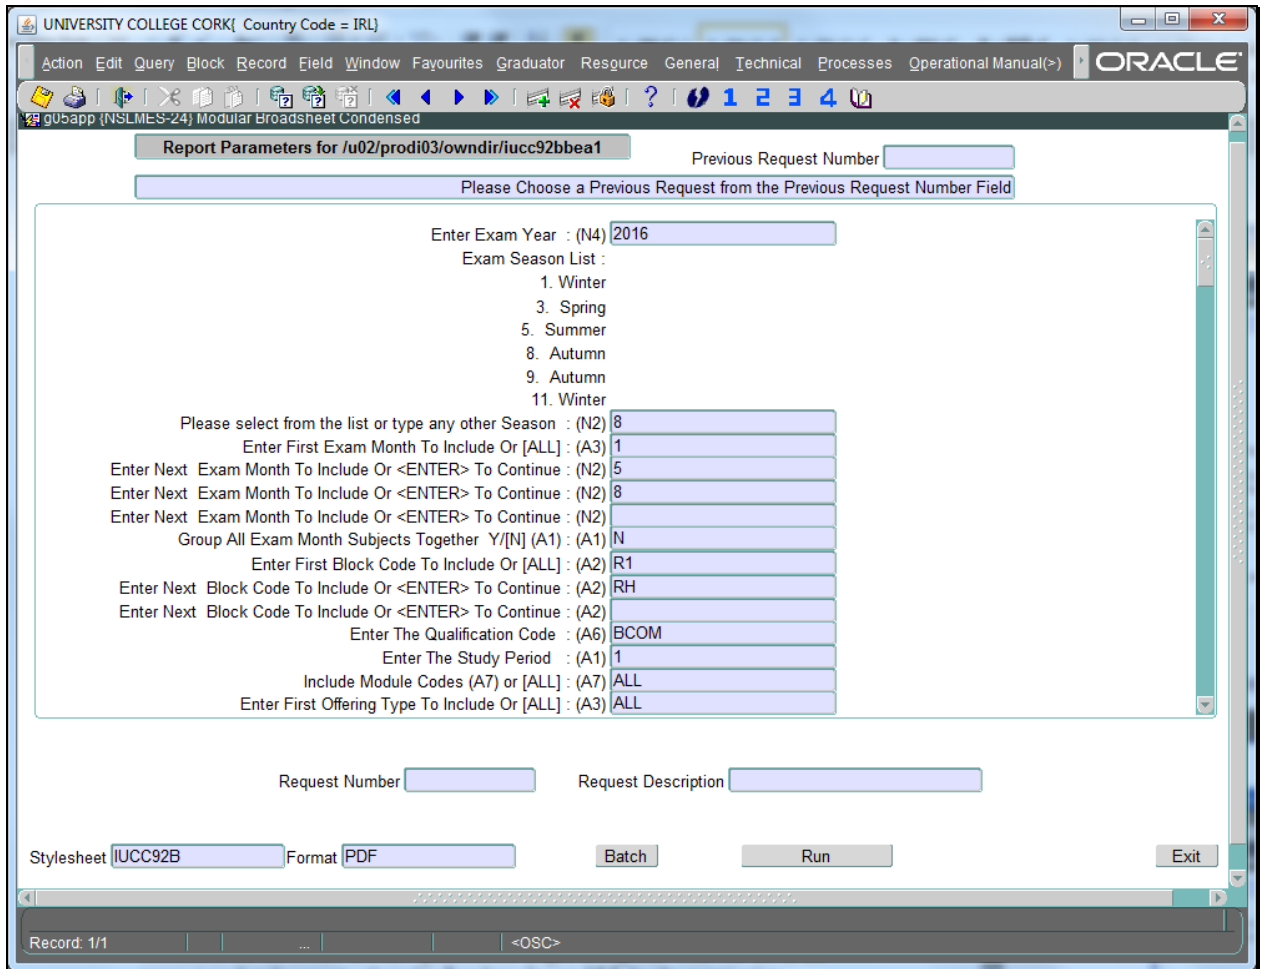 UNIVERSITY COLLEGE CORK{ Country Code = IRL}
Action Edit Query Block Record Field Window Favourites Graduator Resource General Technical Processes Operational Manual(>) ORACLE
1 2 3 4
g05app {NSLMES-24} Modular Broadsheet Condensed
Report Parameters for /u02/prodi03/owndir/iucc92bbea1
Previous Request Number
Please Choose a Previous Request from the Previous Request Number Field
Enter Exam Year : (N4) 2016
Exam Season List :
1. Winter
3. Spring
5. Summer
8. Autumn
9. Autumn
11. Winter
Please select from the list or type any other Season : (N2) 8
Enter First Exam Month To Include Or [ALL] : (A3) 1
Enter Next Exam Month To Include Or <ENTER> To Continue : (N2) 5
Enter Next Exam Month To Include Or <ENTER> To Continue : (N2) 8
Enter Next Exam Month To Include Or <ENTER> To Continue : (N2)
Group All Exam Month Subjects Together Y/[N] (A1) : (A1) N
Enter First Block Code To Include Or [ALL] : (A2) R1
Enter Next Block Code To Include Or <ENTER> To Continue : (A2) RH
Enter Next Block Code To Include Or <ENTER> To Continue : (A2)
Enter The Qualification Code : (A6) BCOM
Enter The Study Period : (A1) 1
Include Module Codes (A7) or [ALL] : (A7) ALL
Enter First Offering Type To Include Or [ALL] : (A3) ALL
Request Number Request Description
Stylesheet IUCC92B Format PDF Batch Run Exit
Record: 1/1 ... <OSC>